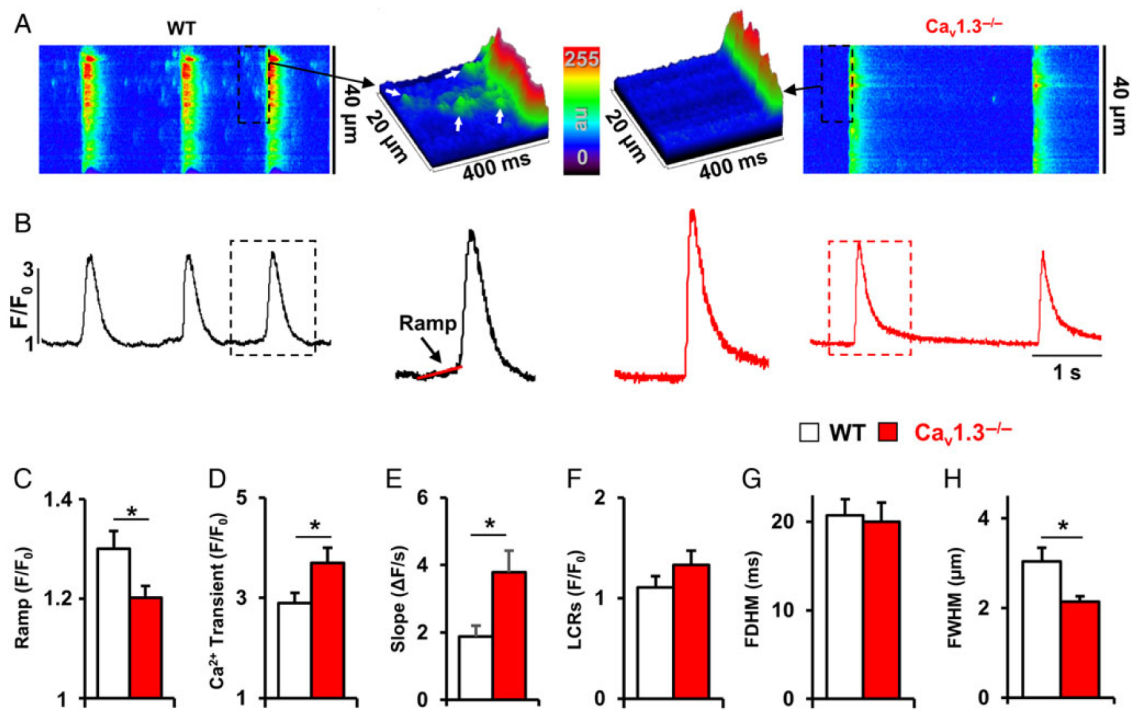 A
WT
Caᵥ1.3⁻/⁻
40 µm
20 µm
400 ms
255
au
0
20 µm
400 ms
40 µm
B
F/F₀
3
1
Ramp
1 s
WT
Caᵥ1.3⁻/⁻
C
Ramp (F/F₀)
1.4
1.2
1
*
D
Ca²⁺ Transient (F/F₀)
5
3
1
*
E
Slope (ΔF/s)
6
4
2
0
*
F
LCRs (F/F₀)
2
1
0
G
FDHM (ms)
20
10
0
H
FWHM (µm)
4
2
0
*